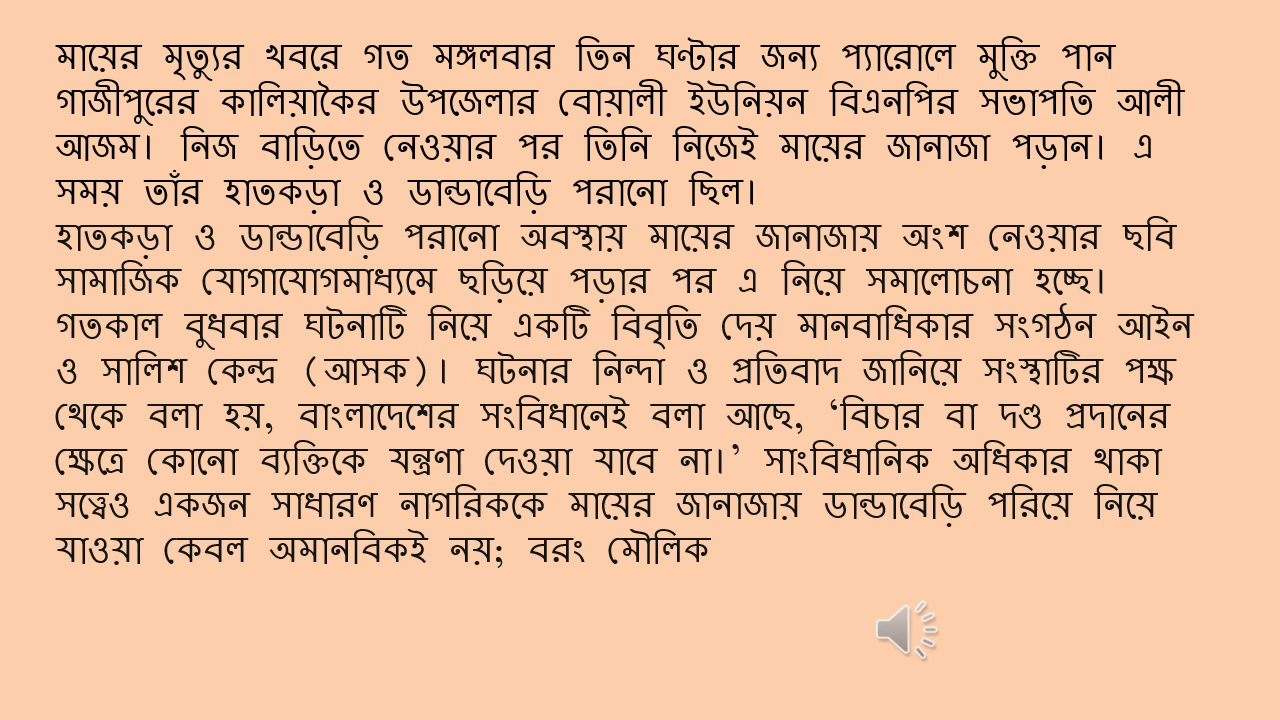 মায়ের মৃত্যুর খবরে গত মঙ্গলবার তিন ঘণ্টার জন্য প্যারোলে মুক্তি পান
গাজীপুরের কালিয়াকৈর উপজেলার বোয়ালী ইউনিয়ন বিএনপির সভাপতি আলী
আজম। নিজ বাড়িতে নেওয়ার পর তিনি নিজেই মায়ের জানাজা পড়ান। এ
সময় তাঁর হাতকড়া ও ডান্ডাবেড়ি পরানো ছিল।
হাতকড়া ও ডান্ডাবেড়ি পরানো অবস্থায় মায়ের জানাজায় অংশ নেওয়ার ছবি
সামাজিক যোগাযোগমাধ্যমে ছড়িয়ে পড়ার পর এ নিয়ে সমালোচনা হচ্ছে।
গতকাল বুধবার ঘটনাটি নিয়ে একটি বিবৃতি দেয় মানবাধিকার সংগঠন আইন
ও সালিশ কেন্দ্র (আসক)। ঘটনার নিন্দা ও প্রতিবাদ জানিয়ে সংস্থাটির পক্ষ
থেকে বলা হয়, বাংলাদেশের সংবিধানেই বলা আছে, ‘বিচার বা দণ্ড প্রদানের
ক্ষেত্রে কোনো ব্যক্তিকে যন্ত্রণা দেওয়া যাবে না।’ সাংবিধানিক অধিকার থাকা
সত্ত্বেও একজন সাধারণ নাগরিককে মায়ের জানাজায় ডান্ডাবেড়ি পরিয়ে নিয়ে
যাওয়া কেবল অমানবিকই নয়; বরং মৌলিক